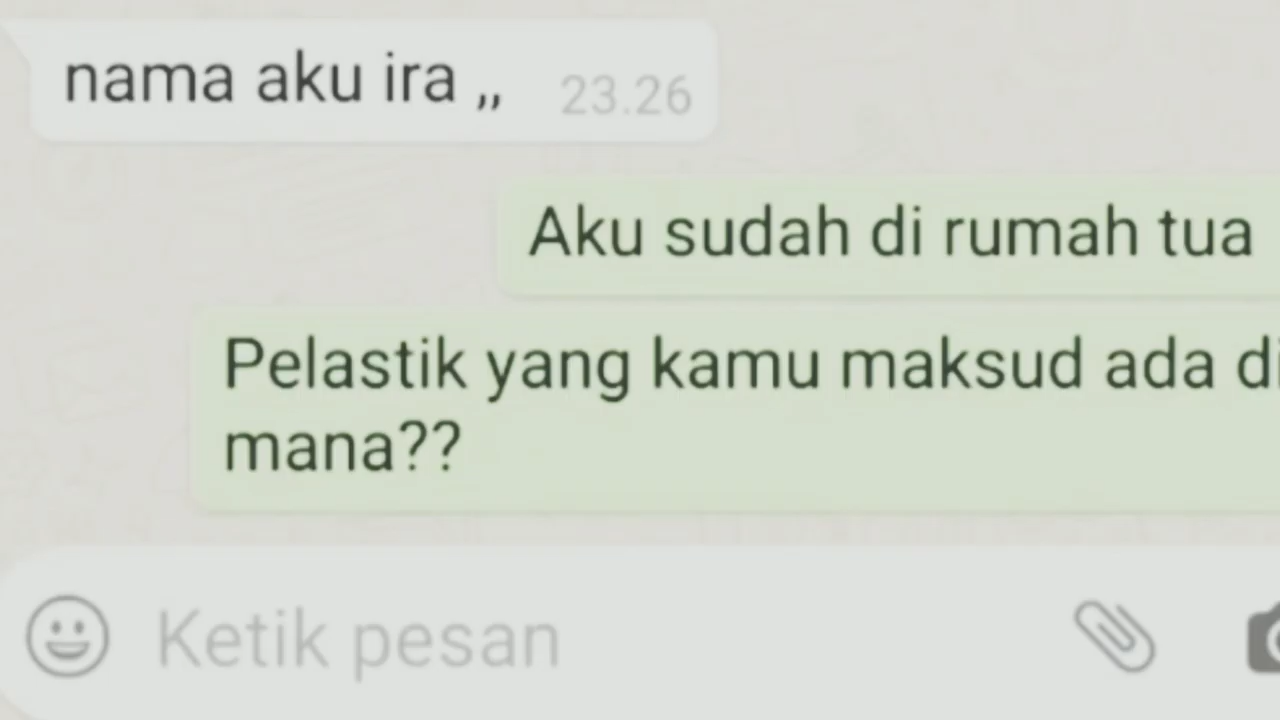 nama aku ira ,, 23.26
Aku sudah di rumah tua
Pelastik yang kamu maksud ada di
mana??
Ketik pesan